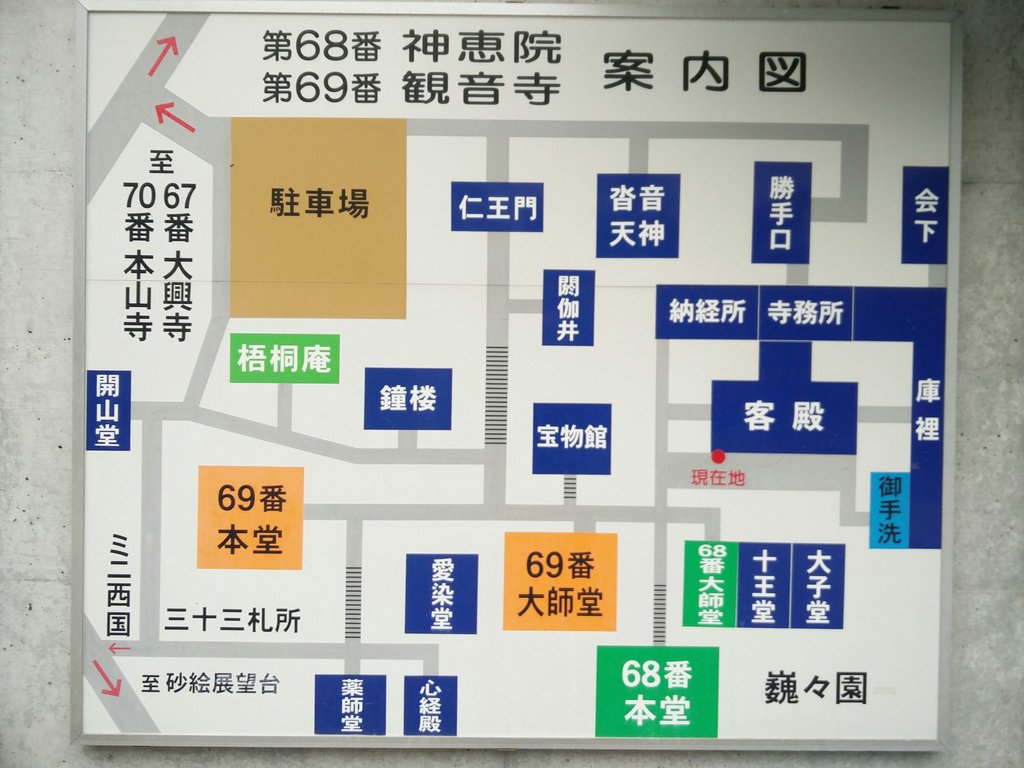 第68番 神恵院
第69番 観音寺
案内図
至
67番 大興寺
70番 本山寺
駐車場
仁王門
沓音
天神
勝手口
会下
閼伽井
納経所
寺務所
梧桐庵
開山堂
鐘楼
宝物館
客殿
庫裡
現在地
御手洗
69番
本堂
愛染堂
69番
大師堂
68番大師堂
十王堂
大子堂
ミニ西国
三十三札所
至 砂絵展望台
薬師堂
心経殿
68番
本堂
巍々園